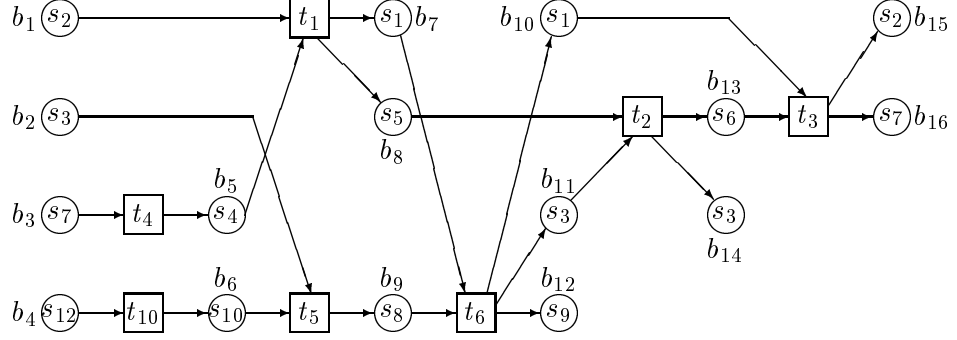 b₁ s₂ t₁ s₁ b₇ b₁₀ s₁ s₂ b₁₅
b₁₃
b₂ s₃ s₅ t₂ s₆ t₃ s₇ b₁₆
b₈
b₅ b₁₁
b₃ s₇ t₄ s₄ s₃ s₃
b₁₄
b₆ b₉ b₁₂
b₄ s₁₂ t₁₀ s₁₀ t₅ s₈ t₆ s₉